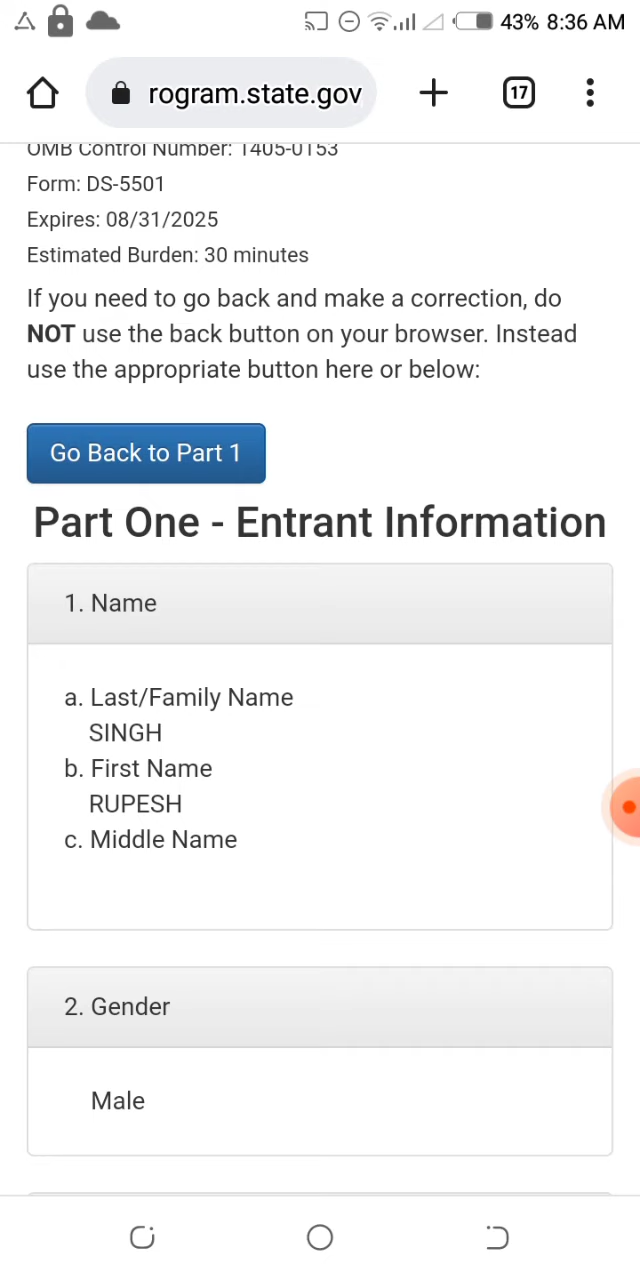 43% 8:36 AM
rogram.state.gov
17
OMB Control Number: 1405-0153
Form: DS-5501
Expires: 08/31/2025
Estimated Burden: 30 minutes
If you need to go back and make a correction, do
NOT use the back button on your browser. Instead
use the appropriate button here or below:
Go Back to Part 1
Part One - Entrant Information
1. Name
a. Last/Family Name
SINGH
b. First Name
RUPESH
c. Middle Name
2. Gender
Male